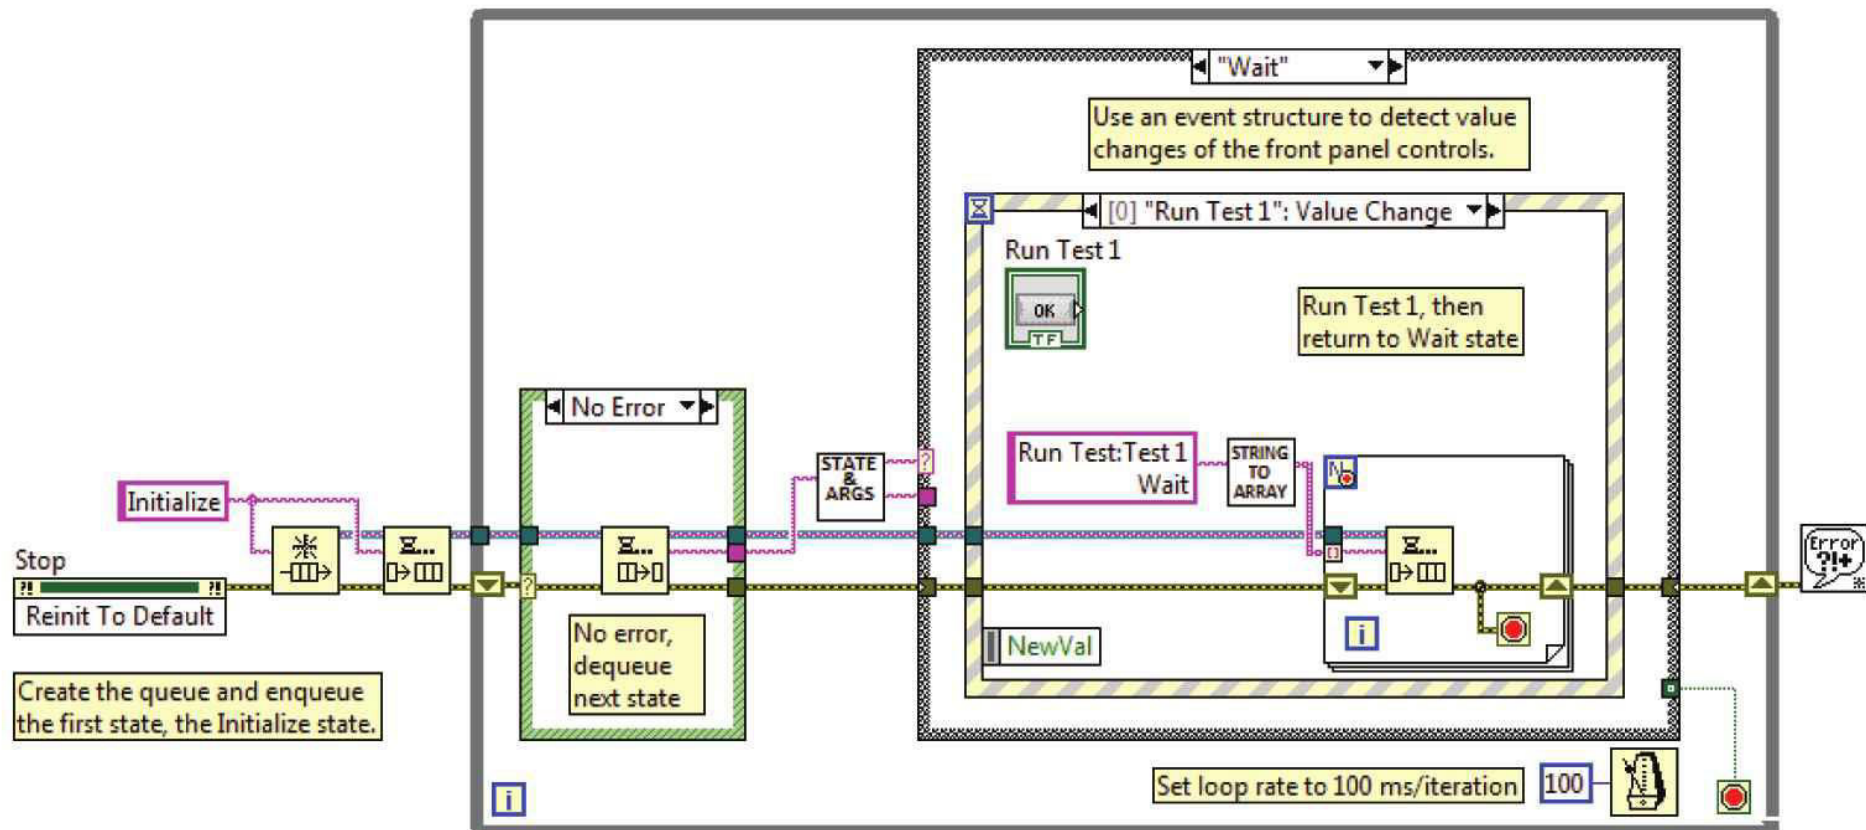 "Wait"
Use an event structure to detect value
changes of the front panel controls.
[0] "Run Test 1": Value Change
Run Test 1
OK
TF
Run Test 1, then
return to Wait state
No Error
Run Test:Test 1
Wait
STRING
TO
ARRAY
N
STATE
&
ARGS
?
Initialize
Stop
?! ?!
Reinit To Default
?
[]
Error
?!+
No error,
dequeue
next state
i
NewVal
Create the queue and enqueue
the first state, the Initialize state.
Set loop rate to 100 ms/iteration
100
i